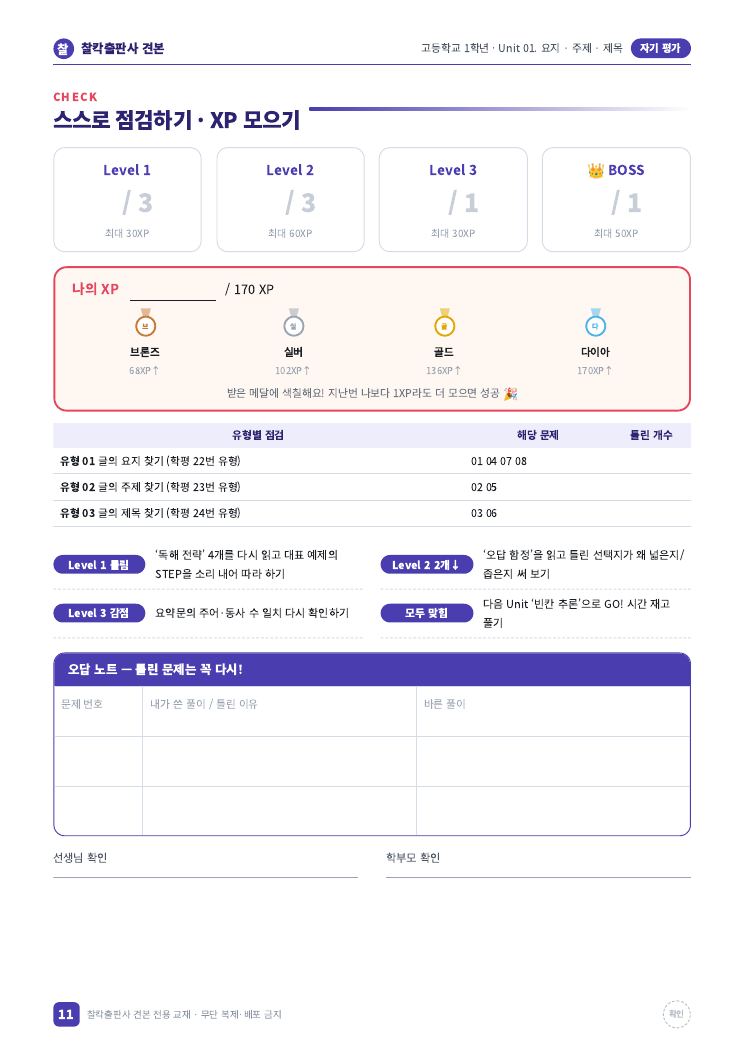 찰 찰칵출판사 견본
고등학교 1학년 · Unit 01. 요지 · 주제 · 제목 자기 평가
CHECK
스스로 점검하기 · XP 모으기
Level 1
/ 3
최대 30XP
Level 2
/ 3
최대 60XP
Level 3
/ 1
최대 30XP
👑 BOSS
/ 1
최대 50XP
나의 XP / 170 XP
브
브론즈
68XP↑
실
실버
102XP↑
골
골드
136XP↑
다
다이아
170XP↑
받은 메달에 색칠해요! 지난번 나보다 1XP라도 더 모으면 성공 🎉
유형별 점검 해당 문제 틀린 개수
유형 01 글의 요지 찾기 (학평 22번 유형) 01 04 07 08
유형 02 글의 주제 찾기 (학평 23번 유형) 02 05
유형 03 글의 제목 찾기 (학평 24번 유형) 03 06
Level 1 틀림
‘독해 전략’ 4개를 다시 읽고 대표 예제의
STEP을 소리 내어 따라 하기
Level 2 2개↓
‘오답 함정’을 읽고 틀린 선택지가 왜 넓은지/
좁은지 써 보기
Level 3 감점
요약문의 주어·동사 수 일치 다시 확인하기
모두 맞힘
다음 Unit ‘빈칸 추론’으로 GO! 시간 재고
풀기
오답 노트 — 틀린 문제는 꼭 다시!
문제 번호 내가 쓴 풀이 / 틀린 이유 바른 풀이
선생님 확인 학부모 확인
11 찰칵출판사 견본 전용 교재 · 무단 복제·배포 금지
확인